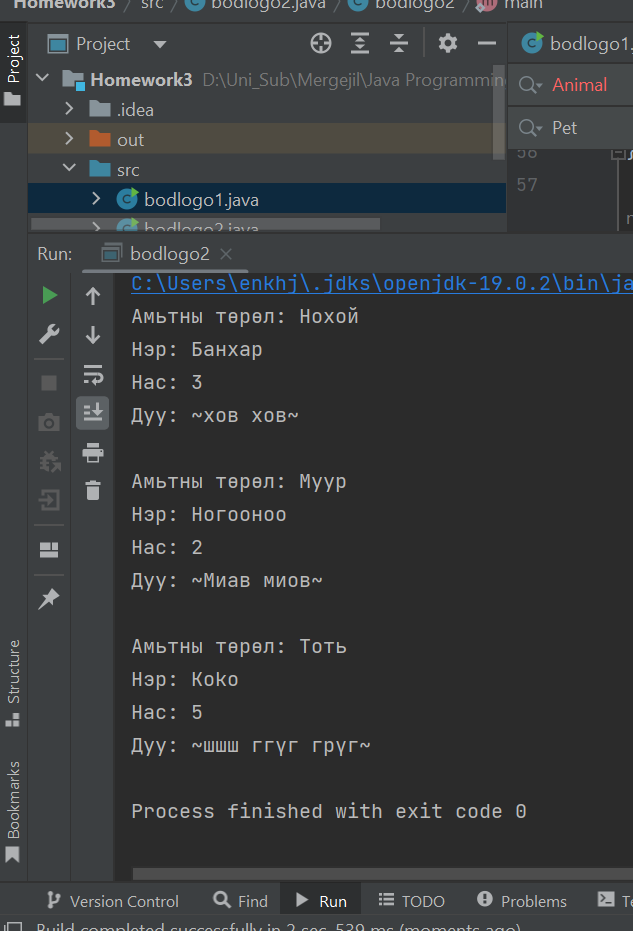 Homework3 / src / bodlogo2.java / bodlogo2 / main
Project
Project
bodlogo1.
Homework3 D:\Uni_Sub\Mergejil\Java Programming
Animal
.idea
Pet
out
src
57
bodlogo1.java
bodlogo2.java
Run: bodlogo2
C:\Users\enkhj\.jdks\openjdk-19.0.2\bin\ja
Амьтны төрөл: Нохой
Нэр: Банхар
Нас: 3
Дуу: ~хов хов~
Амьтны төрөл: Муур
Нэр: Ногооноо
Нас: 2
Дуу: ~Миав миов~
Амьтны төрөл: Тоть
Нэр: Коко
Нас: 5
Дуу: ~шшш ггүг грүг~
Process finished with exit code 0
Structure
Bookmarks
Version Control Find Run TODO Problems Te
Build completed successfully in 2 sec, 539 ms (moments ago)